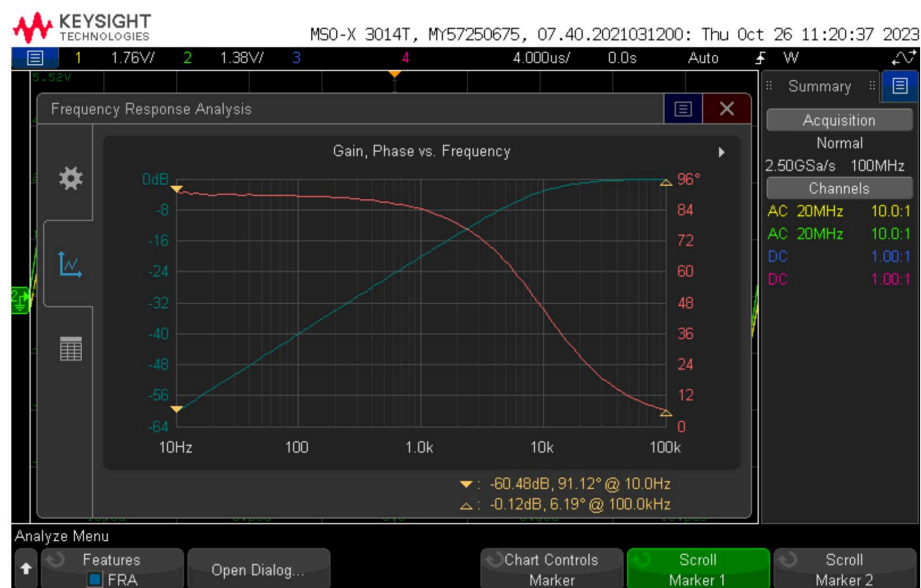 KEYSIGHT
TECHNOLOGIES
MSO-X 3014T, MY57250675, 07.40.2021031200: Thu Oct 26 11:20:37 2023
1 1.76V/ 2 1.38V/ 3 4 4.000us/ 0.0s Auto W
5.52V
Summary
Frequency Response Analysis
Acquisition
Normal
2.50GSa/s 100MHz
Channels
AC 20MHz 10.0:1
AC 20MHz 10.0:1
DC 1.00:1
DC 1.00:1
Gain, Phase vs. Frequency
0dB 96°
-8 84
-16 72
-24 60
-32 48
-40 36
-48 24
-56 12
-64 0
10Hz 100 1.0k 10k 100k
: -60.48dB, 91.12° @ 10.0Hz
: -0.12dB, 6.19° @ 100.0kHz
Analyze Menu
Features
FRA
Open Dialog...
Chart Controls
Marker
Scroll
Marker 1
Scroll
Marker 2